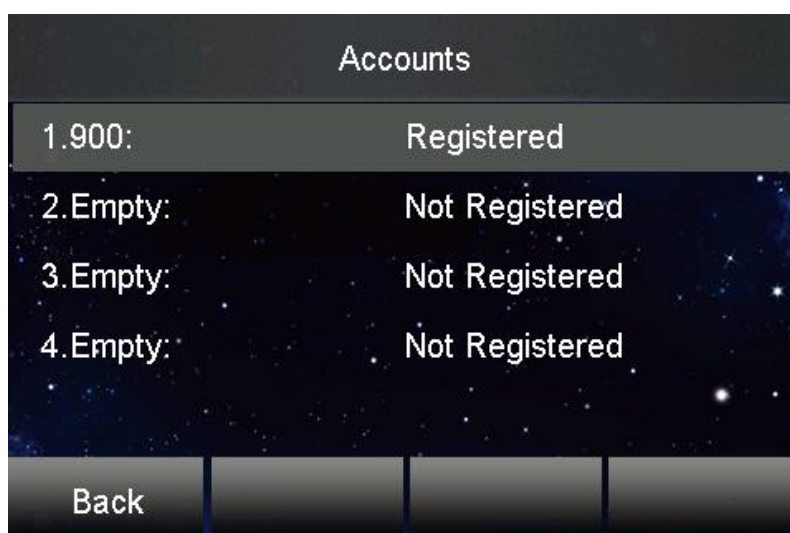 Accounts
1.900: Registered
2.Empty: Not Registered
3.Empty: Not Registered
4.Empty: Not Registered
Back